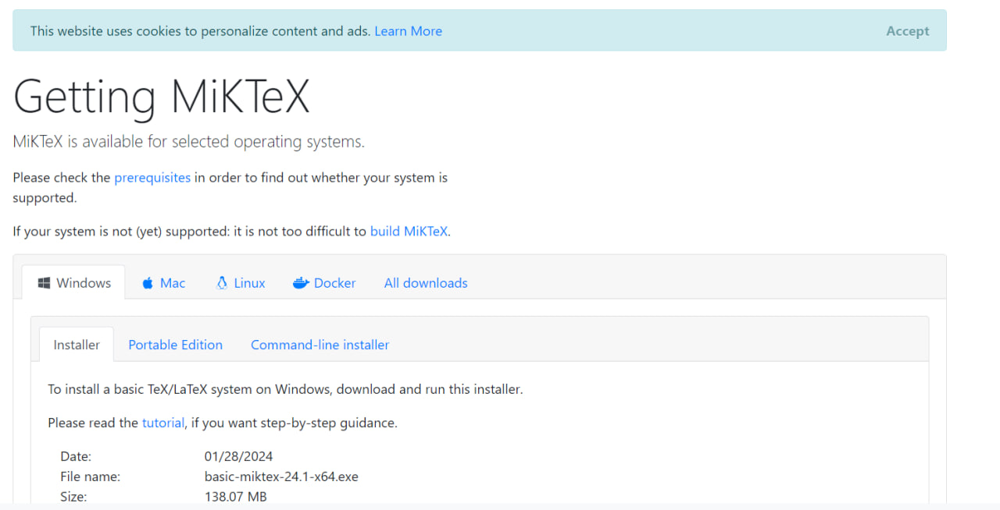 This website uses cookies to personalize content and ads. Learn More Accept
Getting MiKTeX
MiKTeX is available for selected operating systems.
Please check the prerequisites in order to find out whether your system is
supported.
If your system is not (yet) supported: it is not too difficult to build MiKTeX.
Windows Mac Linux Docker All downloads
Installer Portable Edition Command-line installer
To install a basic TeX/LaTeX system on Windows, download and run this installer.
Please read the tutorial, if you want step-by-step guidance.
Date: 01/28/2024
File name: basic-miktex-24.1-x64.exe
Size: 138.07 MB